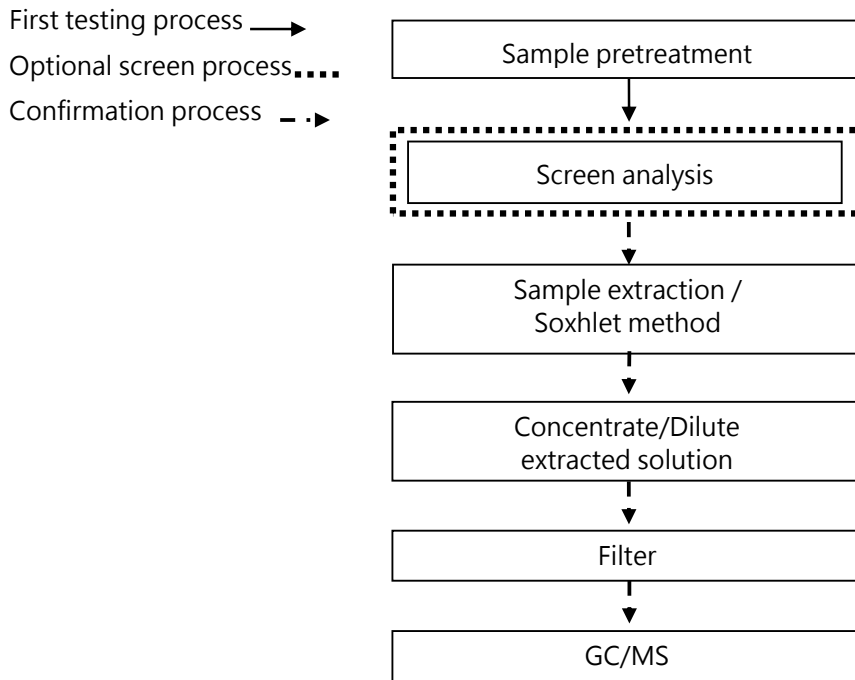 First testing process
Optional screen process
Confirmation process
Sample pretreatment
Screen analysis
Sample extraction /
Soxhlet method
Concentrate/Dilute
extracted solution
Filter
GC/MS